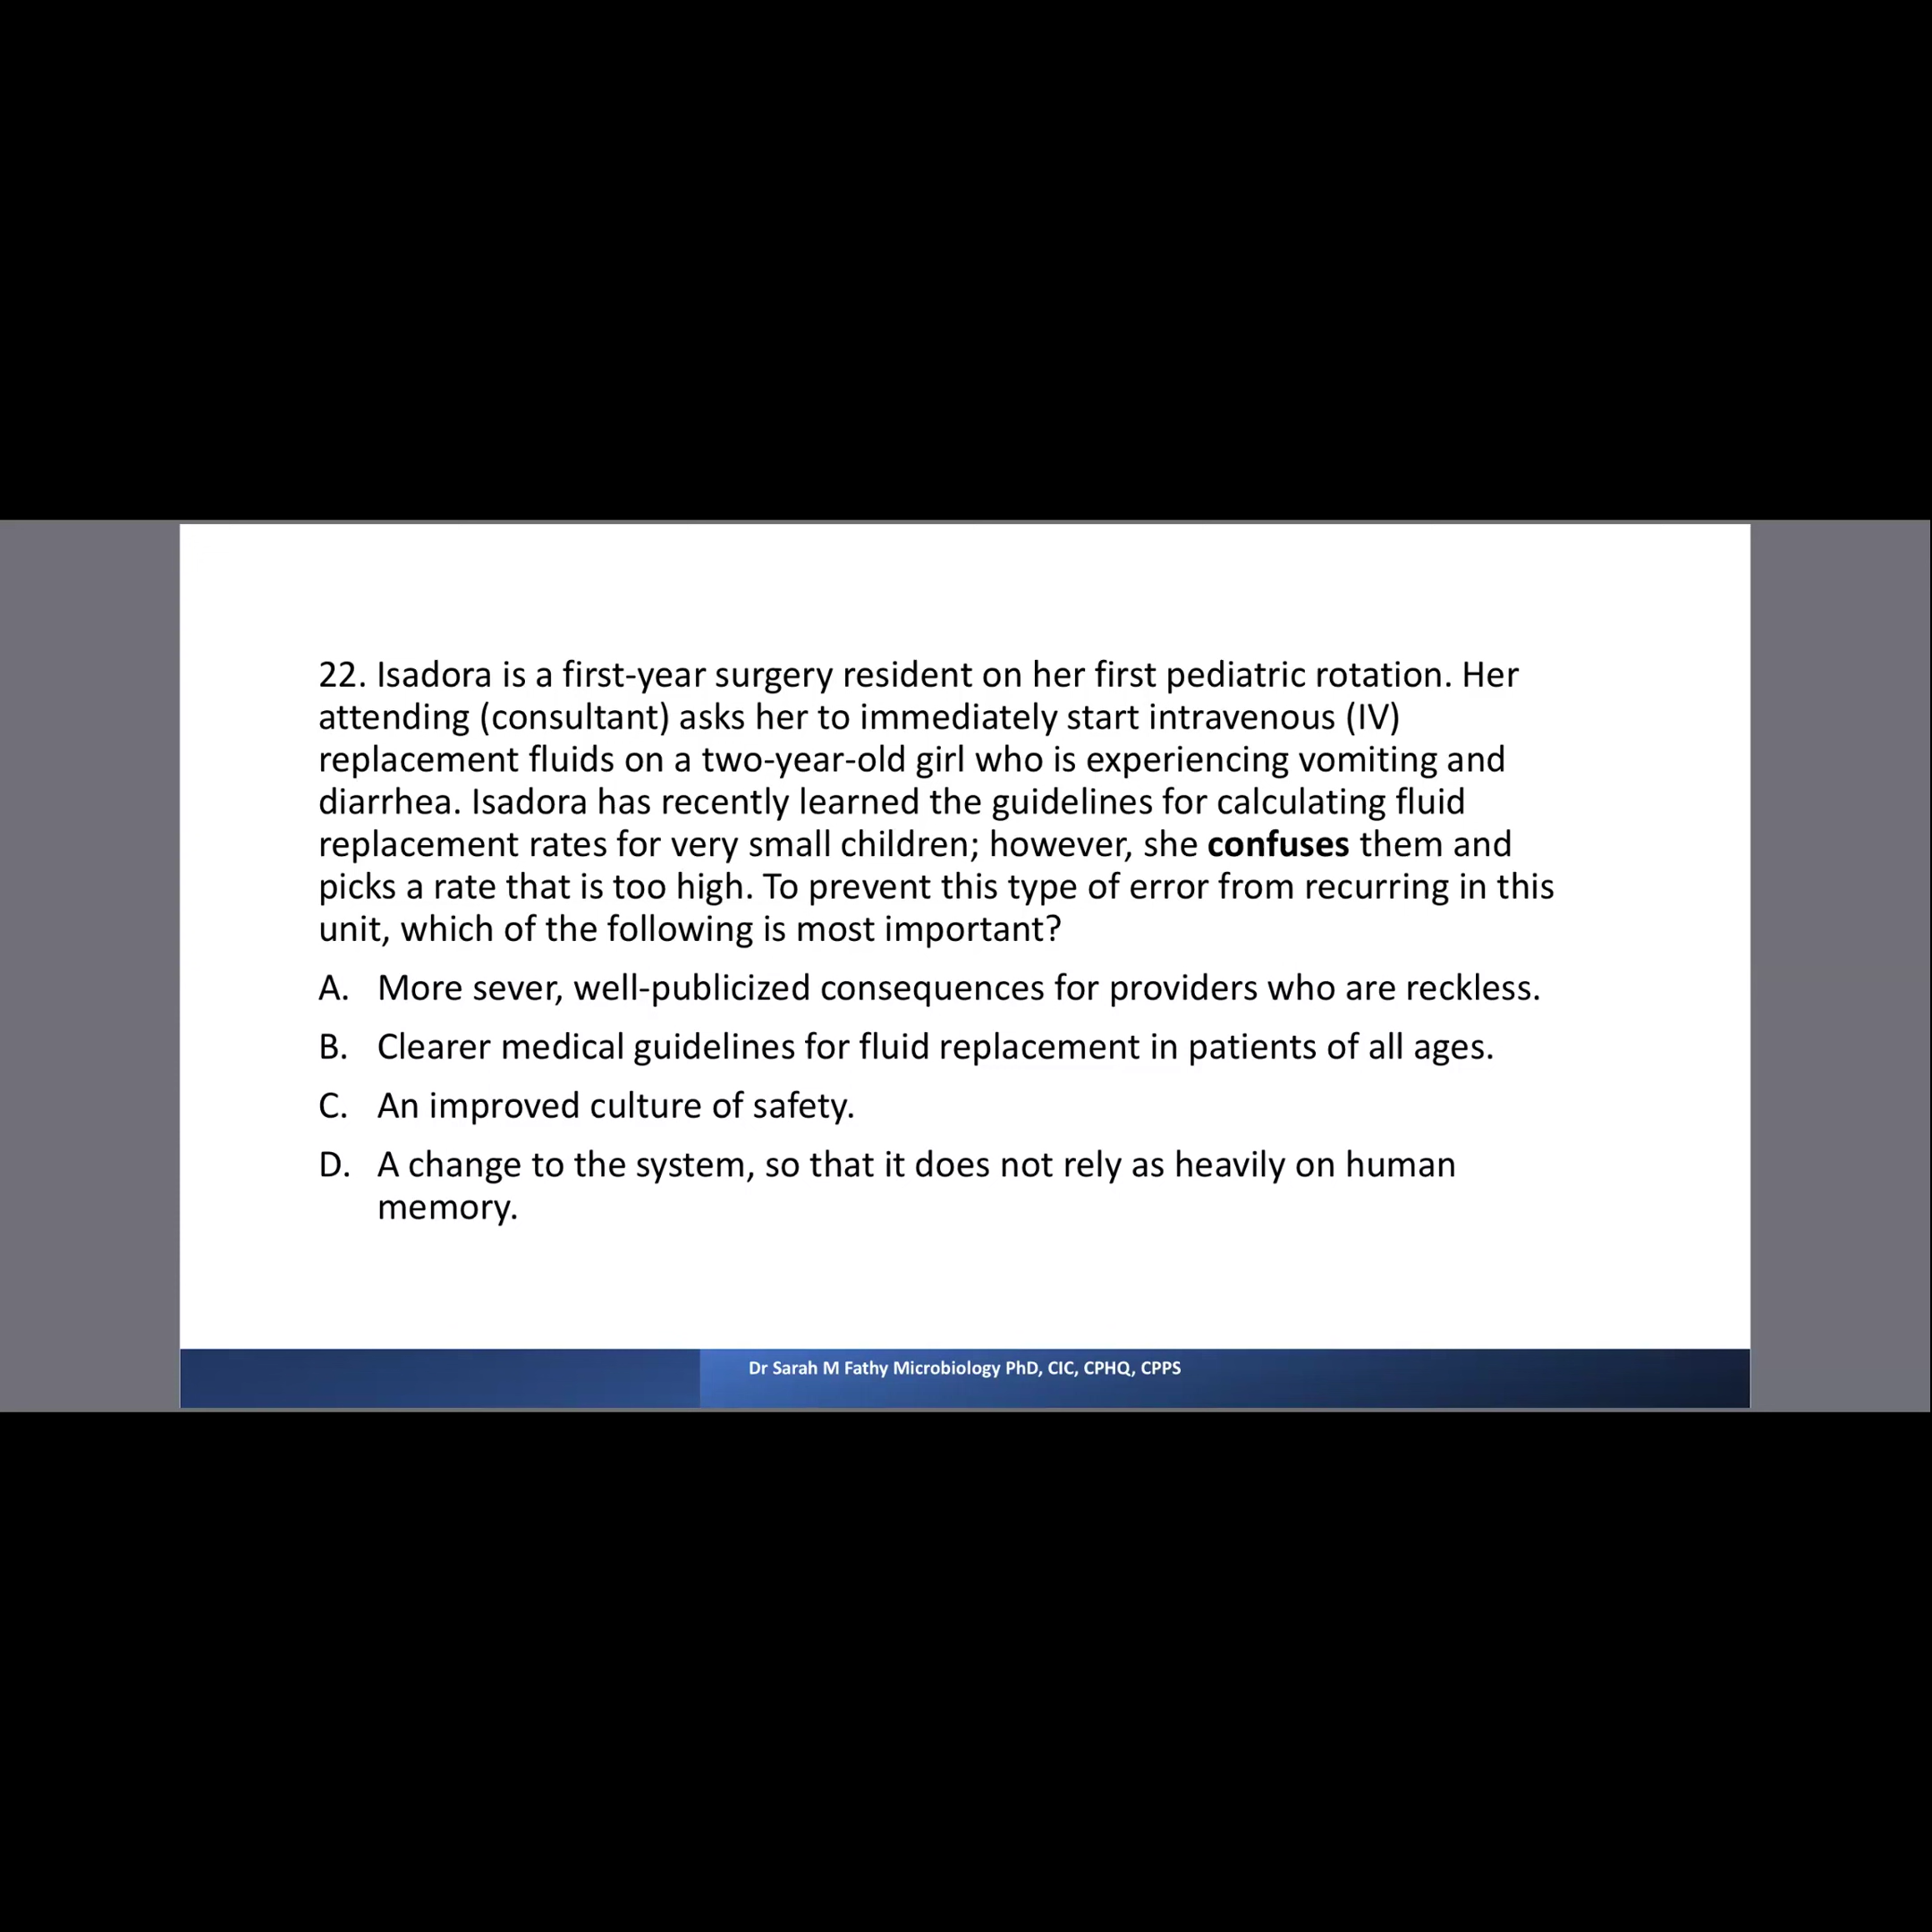 22. Isadora is a first-year surgery resident on her first pediatric rotation. Her
attending (consultant) asks her to immediately start intravenous (IV)
replacement fluids on a two-year-old girl who is experiencing vomiting and
diarrhea. Isadora has recently learned the guidelines for calculating fluid
replacement rates for very small children; however, she confuses them and
picks a rate that is too high. To prevent this type of error from recurring in this
unit, which of the following is most important?
A. More sever, well-publicized consequences for providers who are reckless.
B. Clearer medical guidelines for fluid replacement in patients of all ages.
C. An improved culture of safety.
D. A change to the system, so that it does not rely as heavily on human
memory.
Dr Sarah M Fathy Microbiology PhD, CIC, CPHQ, CPPS